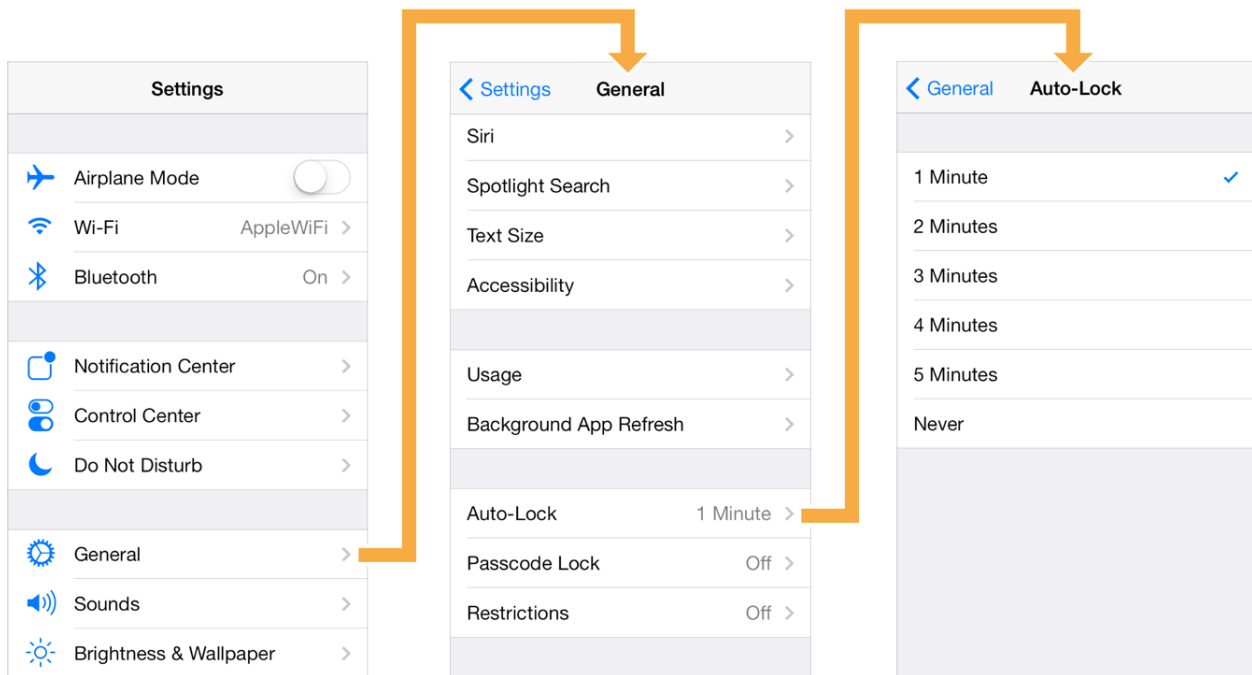 Settings
Airplane Mode
Wi-Fi AppleWiFi
Bluetooth On
Notification Center
Control Center
Do Not Disturb
General
Sounds
Brightness & Wallpaper
Settings General
Siri
Spotlight Search
Text Size
Accessibility
Usage
Background App Refresh
Auto-Lock 1 Minute
Passcode Lock Off
Restrictions Off
General Auto-Lock
1 Minute
2 Minutes
3 Minutes
4 Minutes
5 Minutes
Never